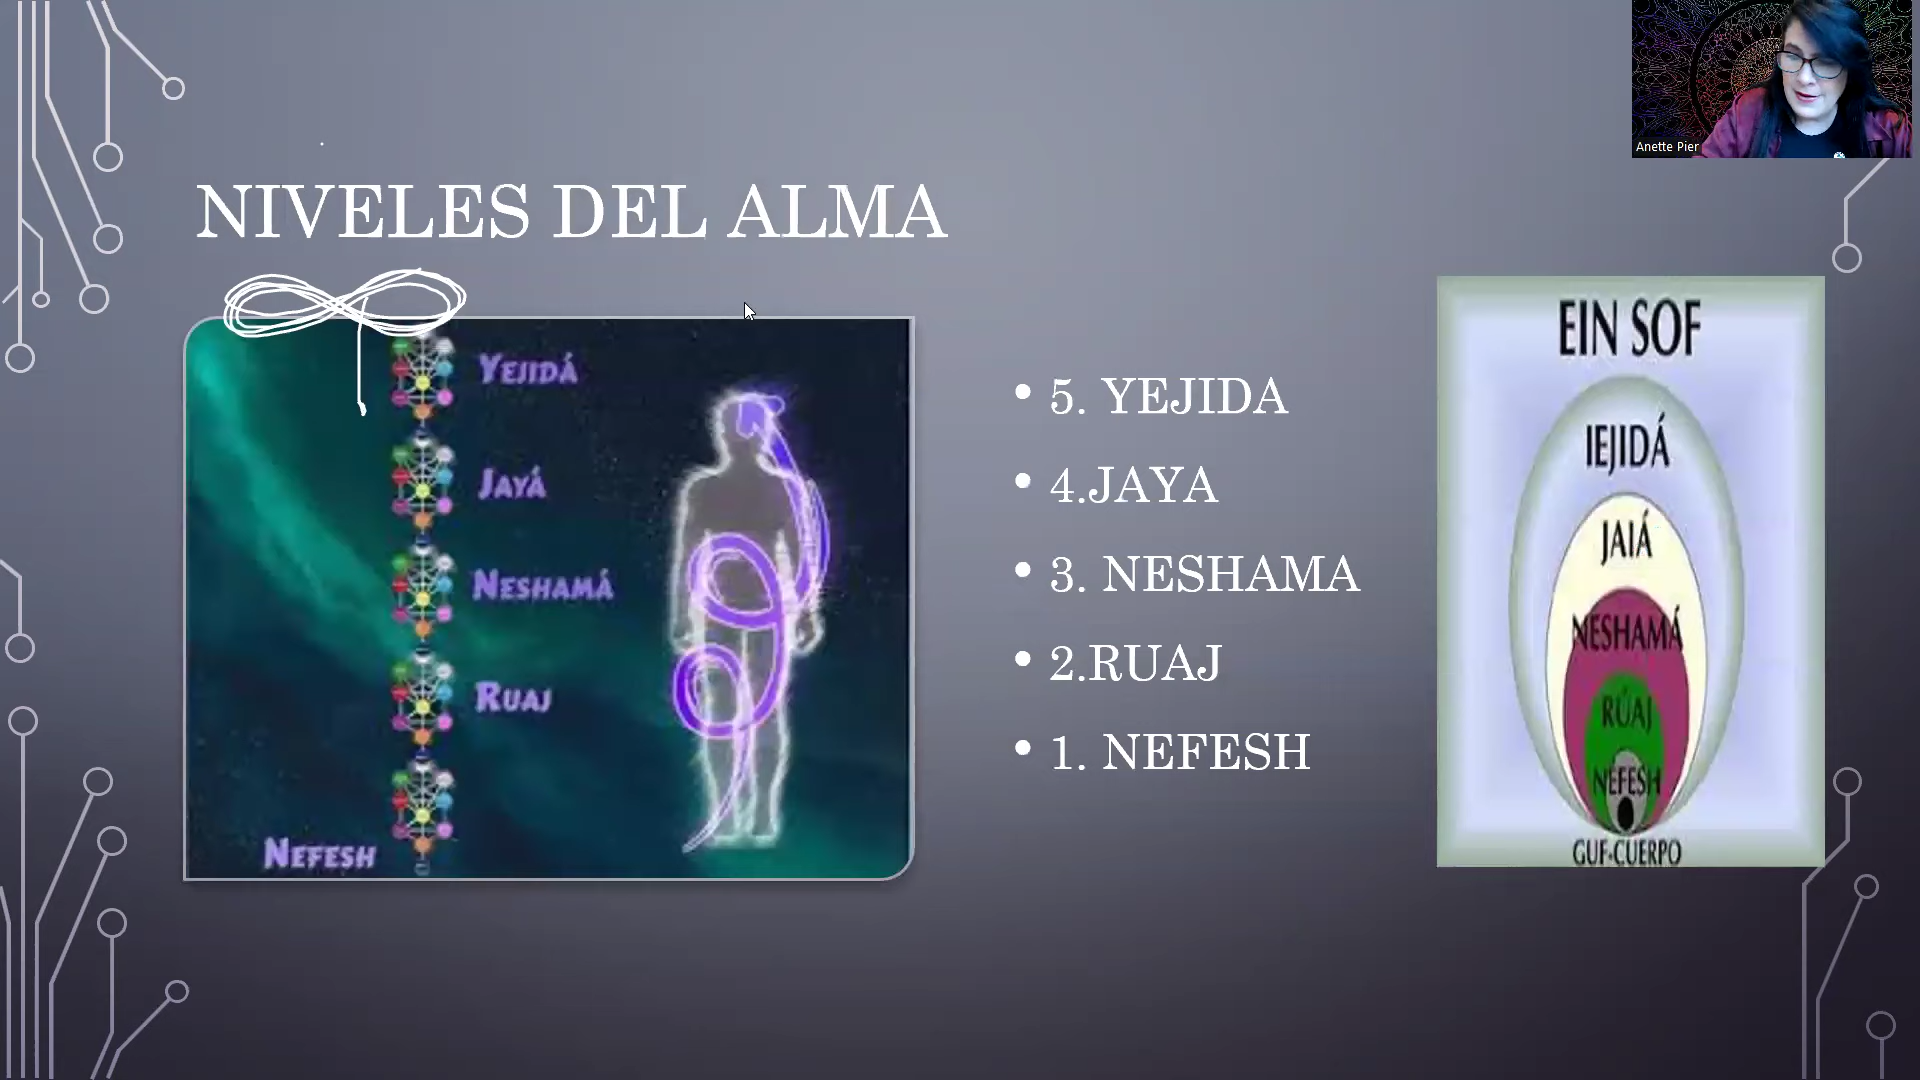 Anette Pier
NIVELES DEL ALMA
YEJIDÁ
JAYÁ
NESHAMÁ
RUAJ
NEFESH
• 5. YEJIDA
• 4.JAYA
• 3. NESHAMA
• 2.RUAJ
• 1. NEFESH
EIN SOF
IEJIDÁ
JAIÁ
NESHAMÁ
RÚAJ
NÉFESH
GUF-CUERPO